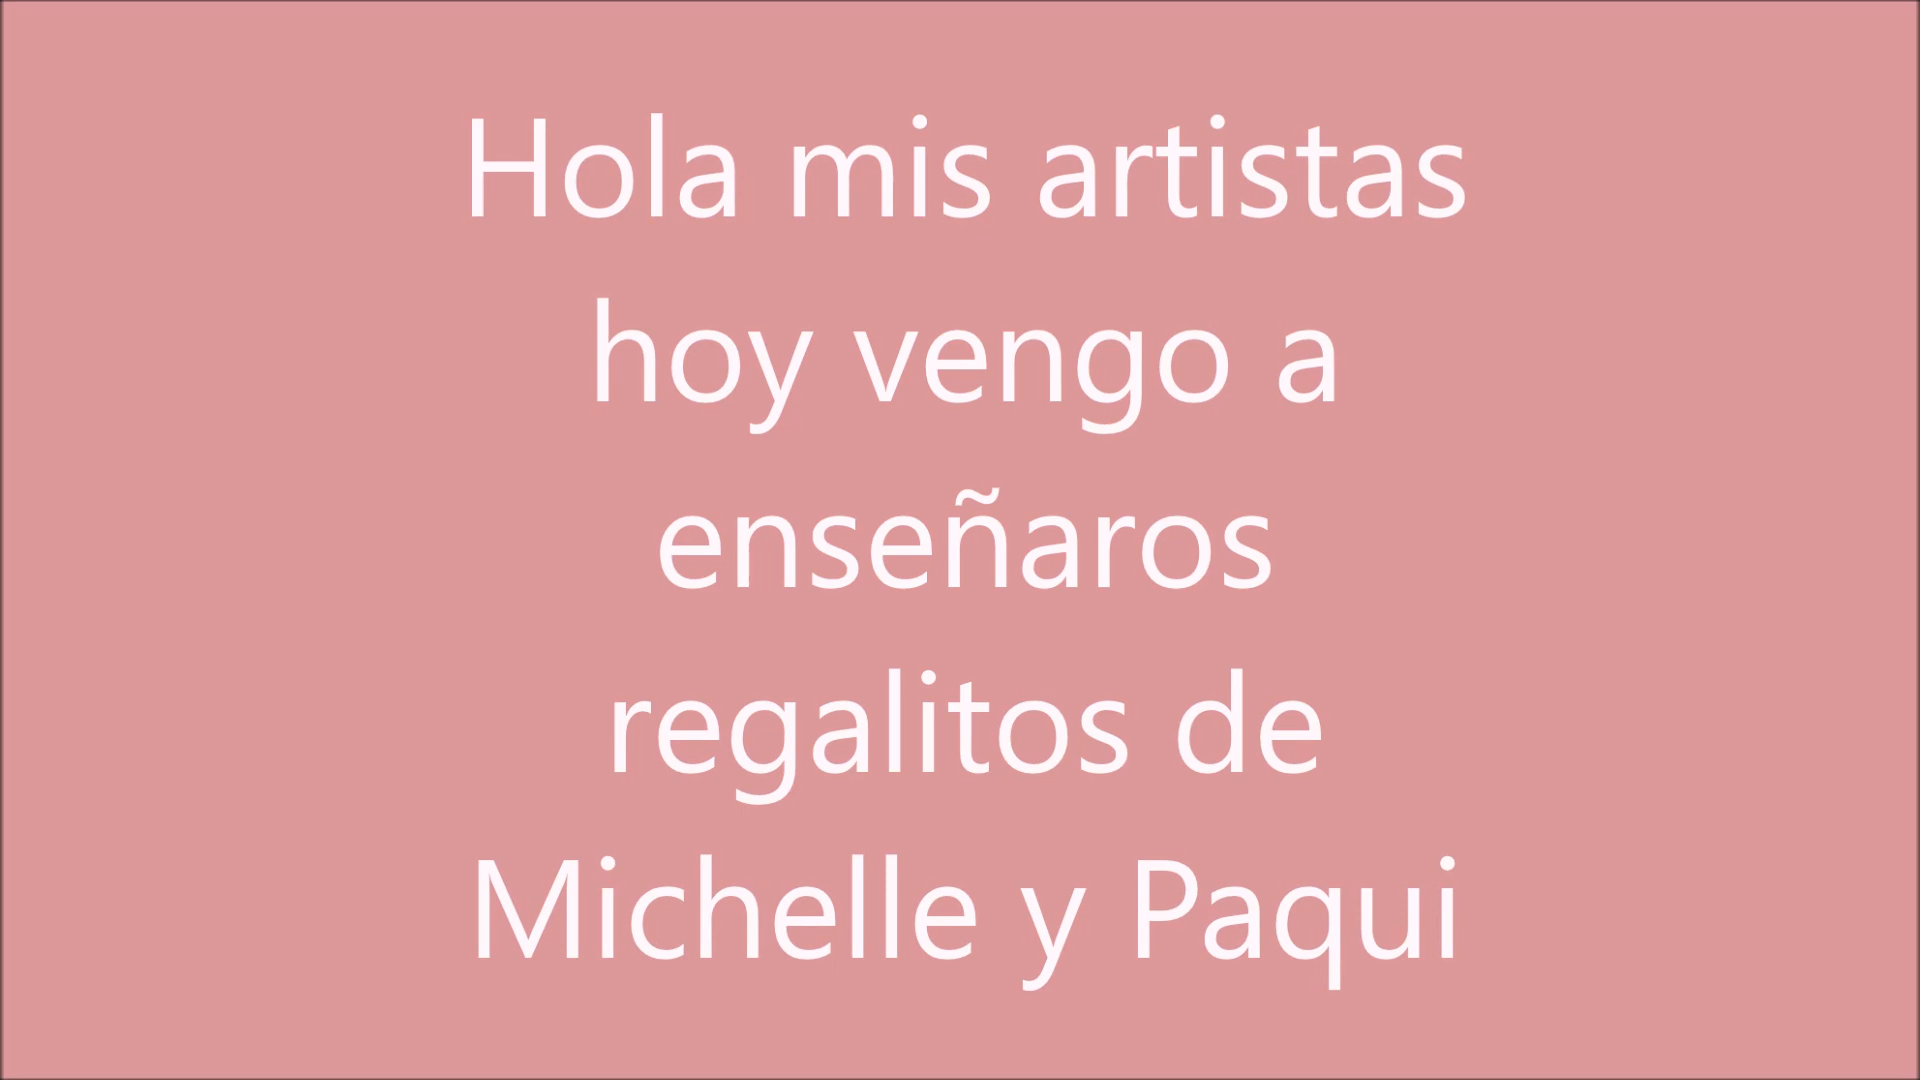 Hola mis artistas
hoy vengo a
enseñaros
regalitos de
Michelle y Paqui